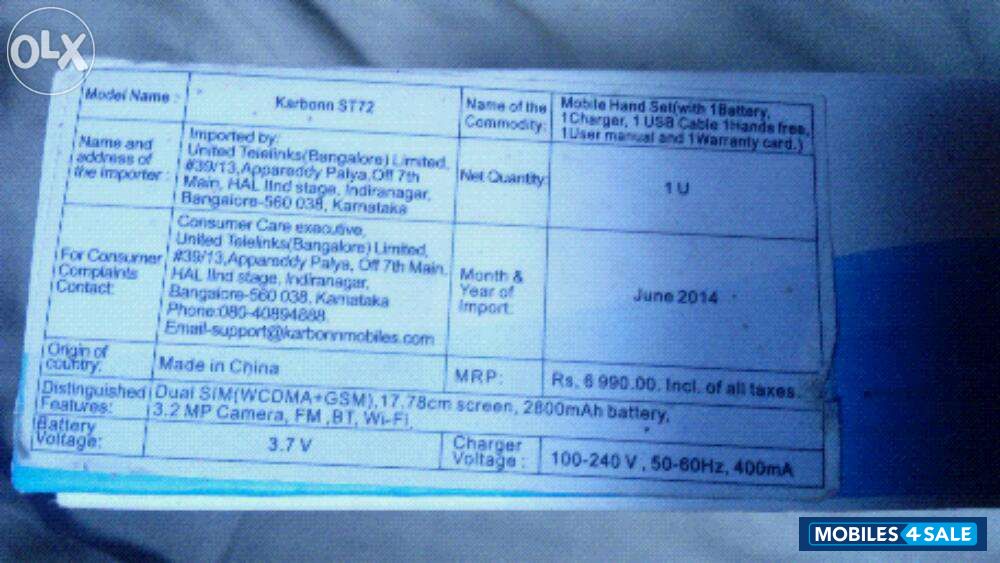 OLX
Model Name :
Karbonn ST72
Name of the
Commodity:
Mobile Hand Set(with 1Battery,
1Charger, 1 USB Cable 1Hands free,
1User manual and 1Warranty card.)
Name and
address of
the Importer:
Imported by:
United Telelinks(Bangalore) Limited,
#39/13,Appareddy Palya,Off 7th
Main, HAL IInd stage, Indiranagar,
Bangalore-560 038, Karnataka
Net Quantity:
1 U
For Consumer
Complaints
Contact:
Consumer Care executive,
United Telelinks(Bangalore) Limited,
#39/13,Appareddy Palya, Off 7th Main,
HAL IInd stage, Indiranagar,
Bangalore-560 038, Karnataka
Phone:080-40894888,
Email-support@karbonnmobiles.com
Month &
Year of
Import:
June 2014
Origin of
country:
Made in China
MRP:
Rs. 6 990.00. Incl. of all taxes
Distinguished
Features:
Dual SIM(WCDMA+GSM),17.78cm screen, 2800mAh battery,
3.2 MP Camera, FM ,BT, Wi-Fi.
Battery
Voltage:
3.7 V
Charger
Voltage :
100-240 V , 50-60Hz, 400mA
MOBILES 4 SALE